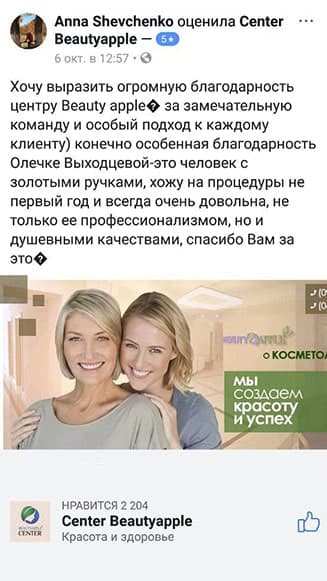 Anna Shevchenko оценила Center
Beautyapple — 5★
6 окт. в 12:57 •
Хочу выразить огромную благодарность
центру Beauty apple� за замечательную
команду и особый подход к каждому
клиенту) конечно особенная благодарность
Олечке Выходцевой-это человек с
золотыми ручками, хожу на процедуры не
первый год и всегда очень довольна, не
только ее профессионализмом, но и
душевными качествами, спасибо Вам за
это�
BEAUTYAPPLE
О КОСМЕТОЛ
МЫ
СОЗДАЕМ
КРАСОТУ
И УСПЕХ
BEAUTYAPPLE
CENTER
НРАВИТСЯ 2 204
Center Beautyapple
Красота и здоровье